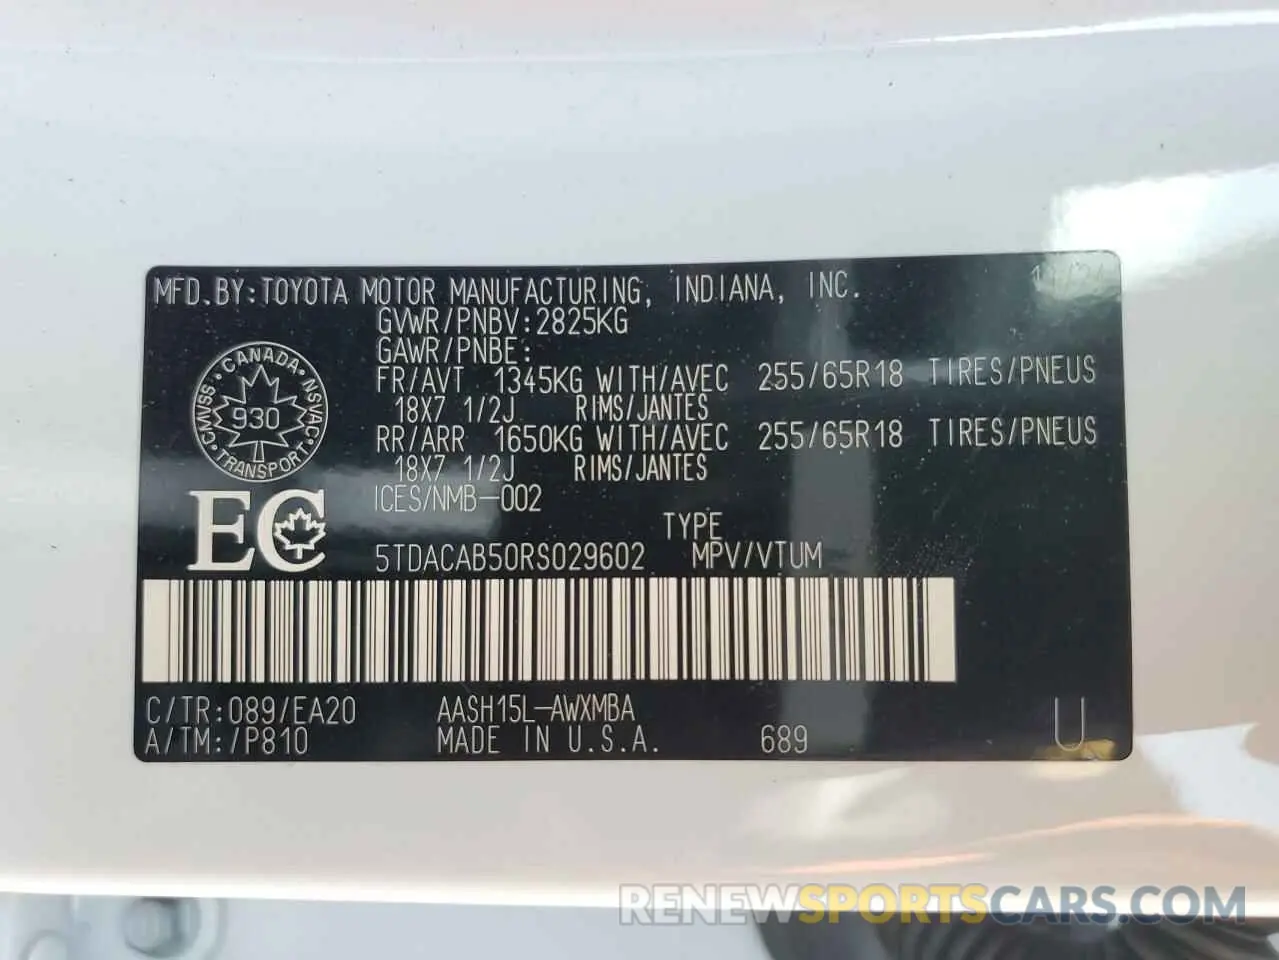 MFD.BY:TOYOTA MOTOR MANUFACTURING, INDIANA, INC.
GVWR/PNBV:2825KG
GAWR/PNBE:
FR/AVT 1345KG WITH/AVEC 255/65R18 TIRES/PNEUS
18X7 1/2J RIMS/JANTES
RR/ARR 1650KG WITH/AVEC 255/65R18 TIRES/PNEUS
18X7 1/2J RIMS/JANTES
CANADA
CMVSS 930 NSVAC
TRANSPORT
ICES/NMB-002
EC
TYPE
5TDACAB50RS029602 MPV/VTUM
C/TR:089/EA20 AASH15L-AWXMBA
A/TM:/P810 MADE IN U.S.A. 689 U
RENEWSPORTSCARS.COM